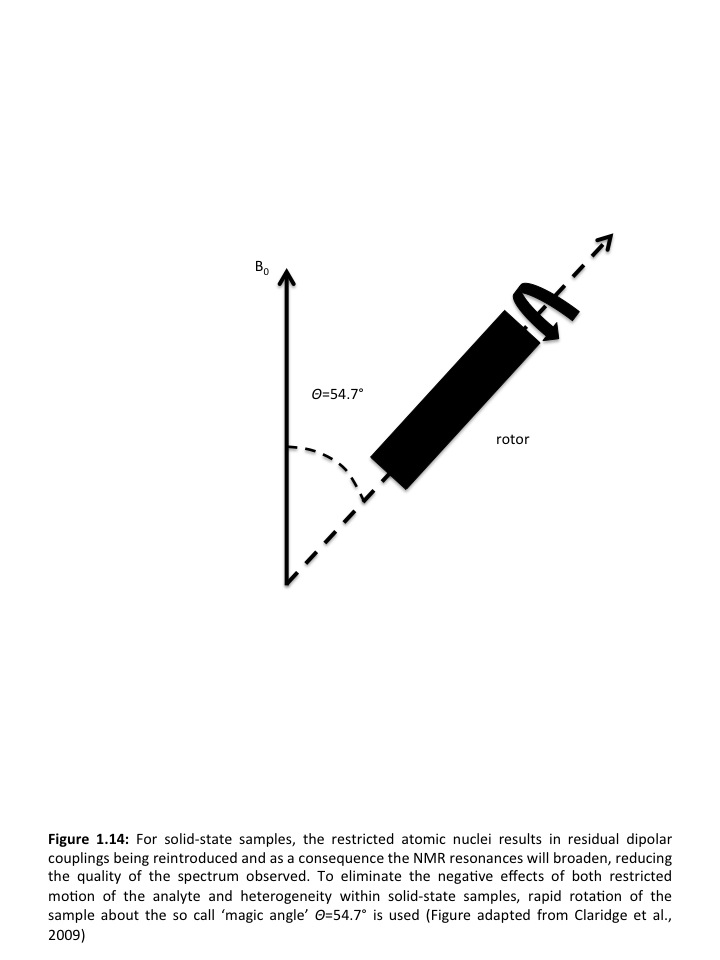 B0
Θ=54.7°
rotor
Figure 1.14: For solid-state samples, the restricted atomic nuclei results in residual dipolar
couplings being reintroduced and as a consequence the NMR resonances will broaden, reducing
the quality of the spectrum observed. To eliminate the negative effects of both restricted
motion of the analyte and heterogeneity within solid-state samples, rapid rotation of the
sample about the so call ‘magic angle’ Θ=54.7° is used (Figure adapted from Claridge et al.,
2009)